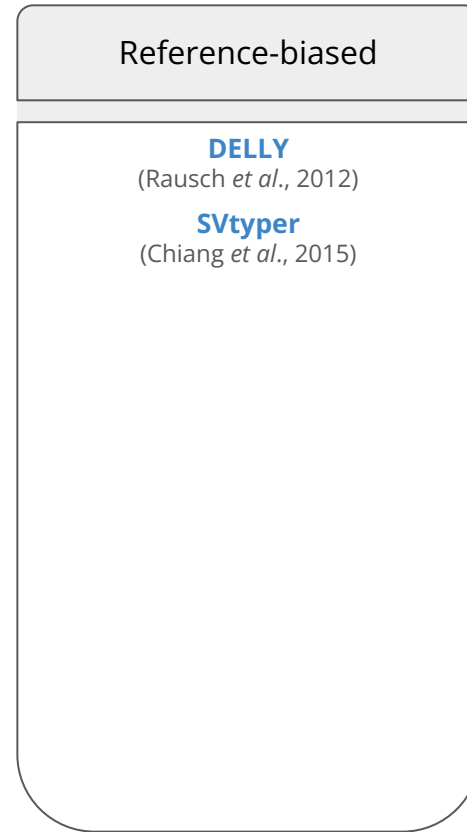 Reference-biased
DELLY
(Rausch et al., 2012)
SVtyper
(Chiang et al., 2015)